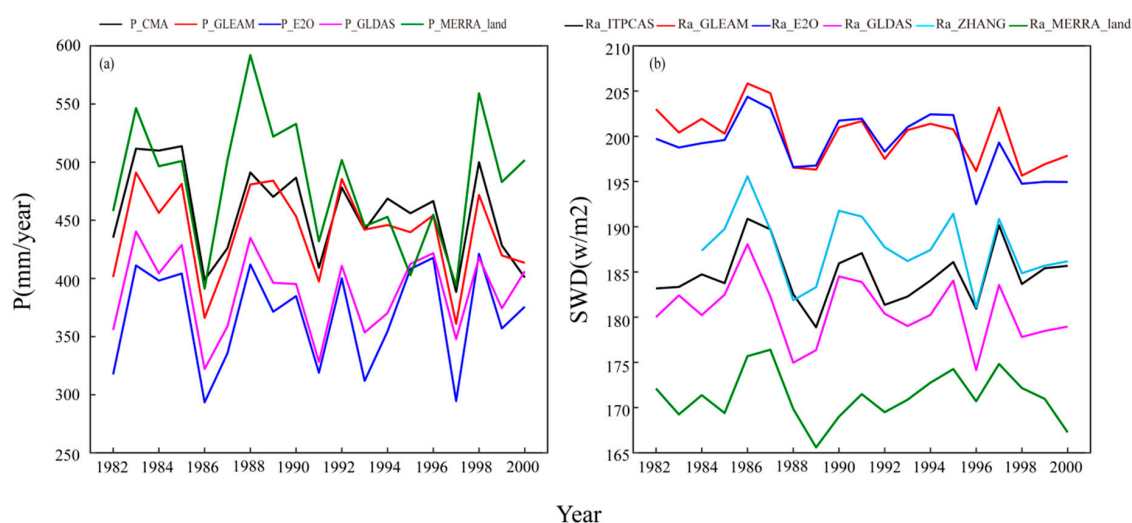 P_CMA P_GLEAM P_E2O P_GLDAS P_MERRA_land
Ra_ITPCAS Ra_GLEAM Ra_E2O Ra_GLDAS Ra_ZHANG Ra_MERRA_land
(a)
P(mm/year)
600
550
500
450
400
350
300
250
1982 1984 1986 1988 1990 1992 1994 1996 1998 2000
(b)
SWD(w/m2)
210
205
200
195
190
185
180
175
170
165
1982 1984 1986 1988 1990 1992 1994 1996 1998 2000
Year